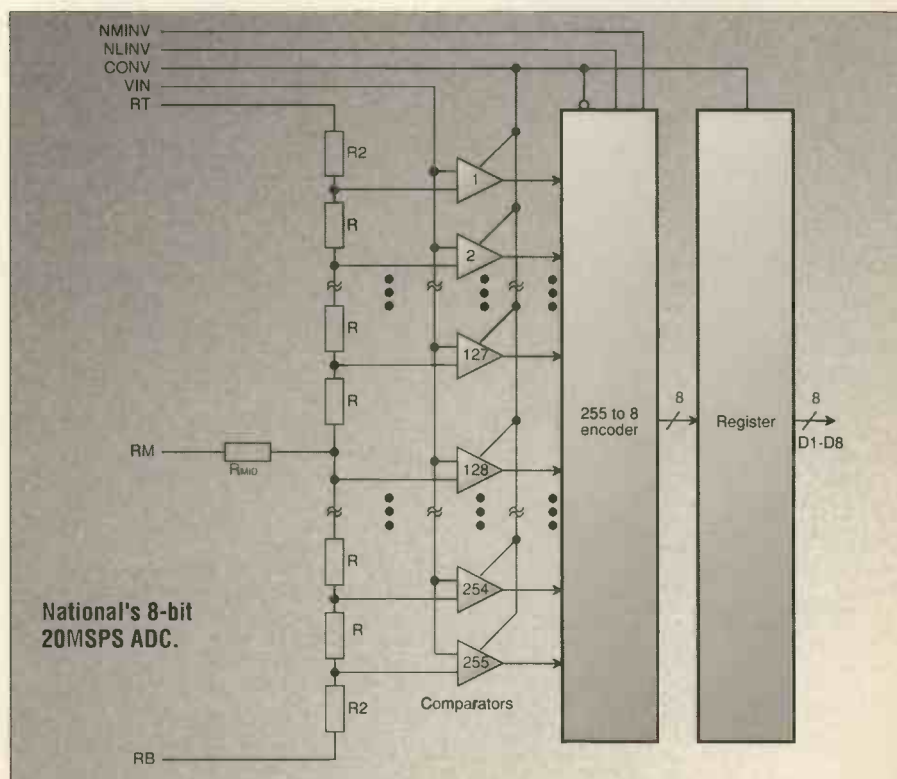 NMINV
NLINV
CONV
VIN
RT
R2
1
R
2
R
127
R
255 to 8
encoder
8
Register
8
D1-D8
RM
RMID
128
R
254
R
255
R2
Comparators
RB
National's 8-bit
20MSPS ADC.